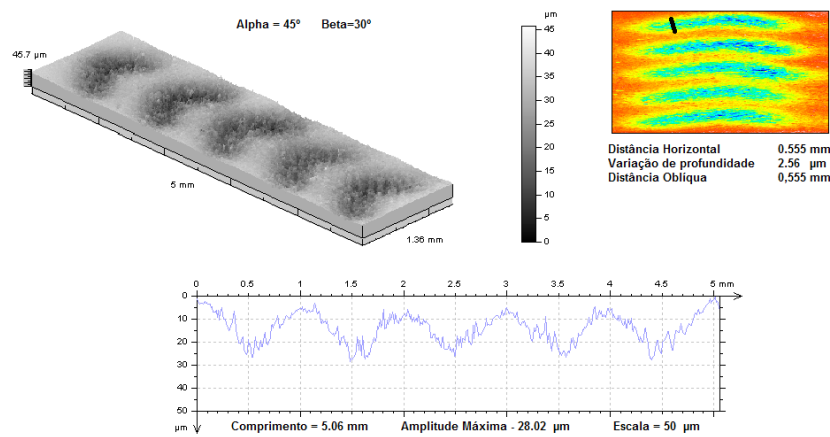 Alpha = 45º Beta=30º
µm
45
40
35
30
25
20
15
10
5
0
45.7 µm
5 mm
1.36 mm
Distância Horizontal 0.555 mm
Variação de profundidade 2.56 µm
Distância Oblíqua 0,555 mm
0 0.5 1 1.5 2 2.5 3 3.5 4 4.5 5 mm
0
10
20
30
40
50
µm
Comprimento = 5.06 mm Amplitude Máxima - 28.02 µm Escala = 50 µm